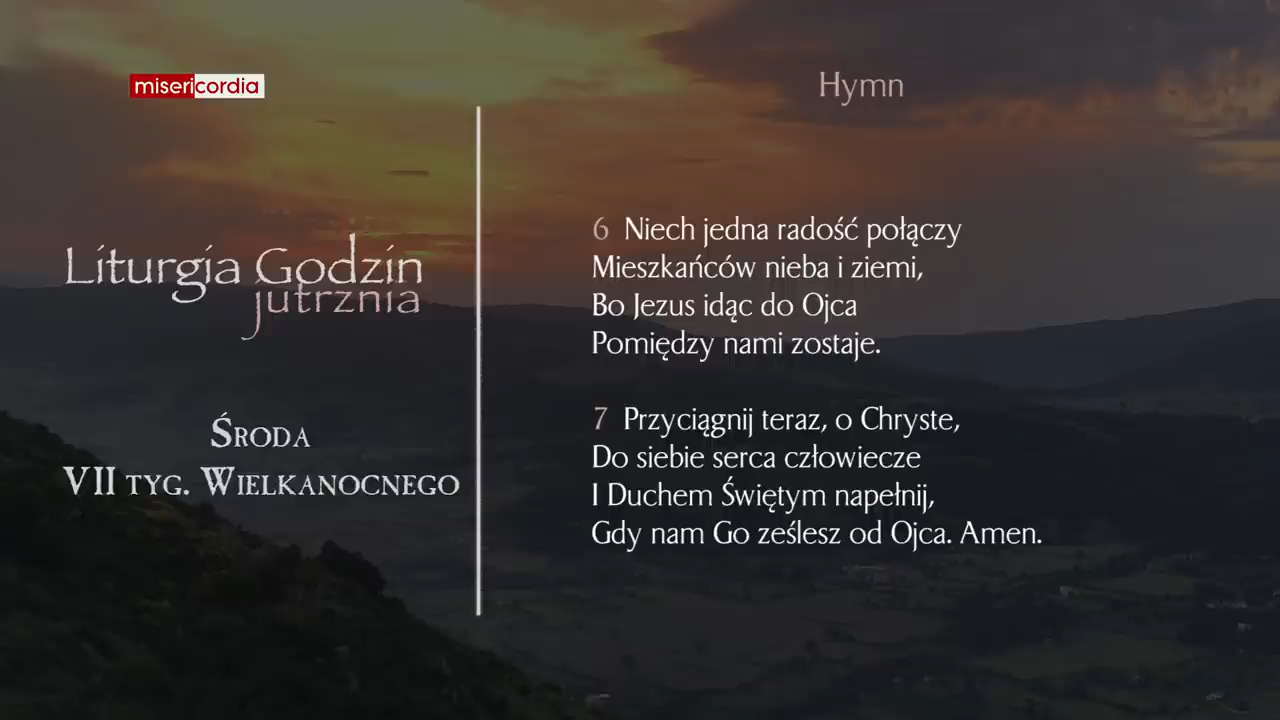 misericordia
Hymn
Liturgia Godzin
jutrznia
Środa
VII tyg. Wielkanocnego
6 Niech jedna radość połączy
Mieszkańców nieba i ziemi,
Bo Jezus idąc do Ojca
Pomiędzy nami zostaje.
7 Przyciągnij teraz, o Chryste,
Do siebie serca człowiecze
I Duchem Świętym napełnij,
Gdy nam Go ześlesz od Ojca. Amen.